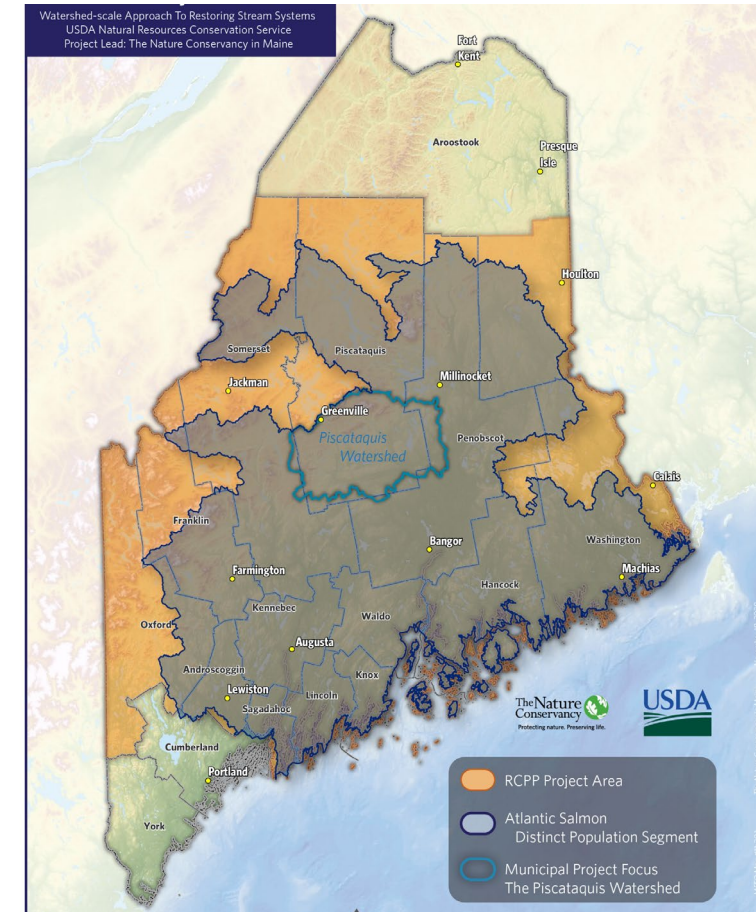 Watershed-scale Approach To Restoring Stream Systems
USDA Natural Resources Conservation Service
Project Lead: The Nature Conservancy in Maine
Fort
Kent
Aroostook
Presque
Isle
Houlton
Somerset
Piscataquis
Jackman
Millinocket
Greenville
Piscataquis
Watershed
Penobscot
Calais
Franklin
Bangor
Washington
Farmington
Machias
Hancock
Kennebec
Waldo
Oxford
Augusta
Androscoggin
Knox
Lewiston
Lincoln
Sagadahoc
The Nature
Conservancy
Protecting nature. Preserving life.
USDA
Cumberland
Portland
York
RCPP Project Area
Atlantic Salmon
Distinct Population Segment
Municipal Project Focus
The Piscataquis Watershed